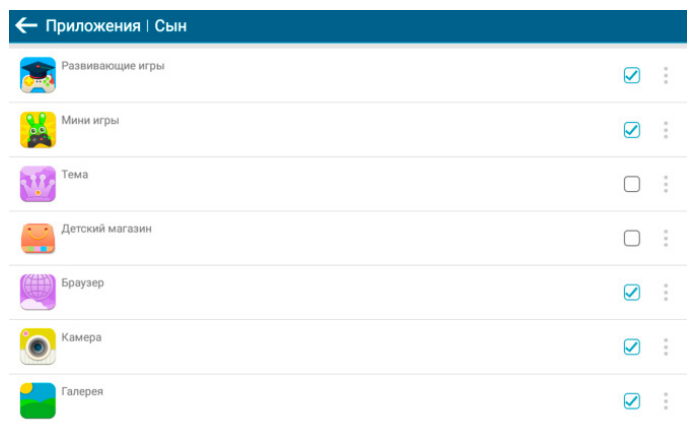 Приложения | Сын
Развивающие игры
Мини игры
Тема
Детский магазин
Браузер
Камера
Галерея